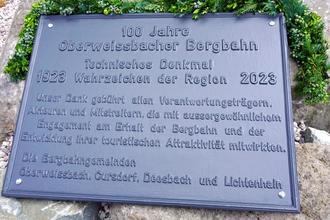 100 Jahre
Oberweissbacher Bergbahn
Technisches Denkmal
1923 Wahrzeichen der Region 2023
Unser Dank gebührt allen Verantwortungsträgern,
Akteuren und Mitstreitern, die mit aussergewöhnlichem
Engagement am Erhalt der Bergbahn und der
Entwicklung ihrer touristischen Attraktivität mitwirkten.
Die Bergbahngemeinden
Oberweissbach, Cursdorf, Deesbach und Lichtenhain